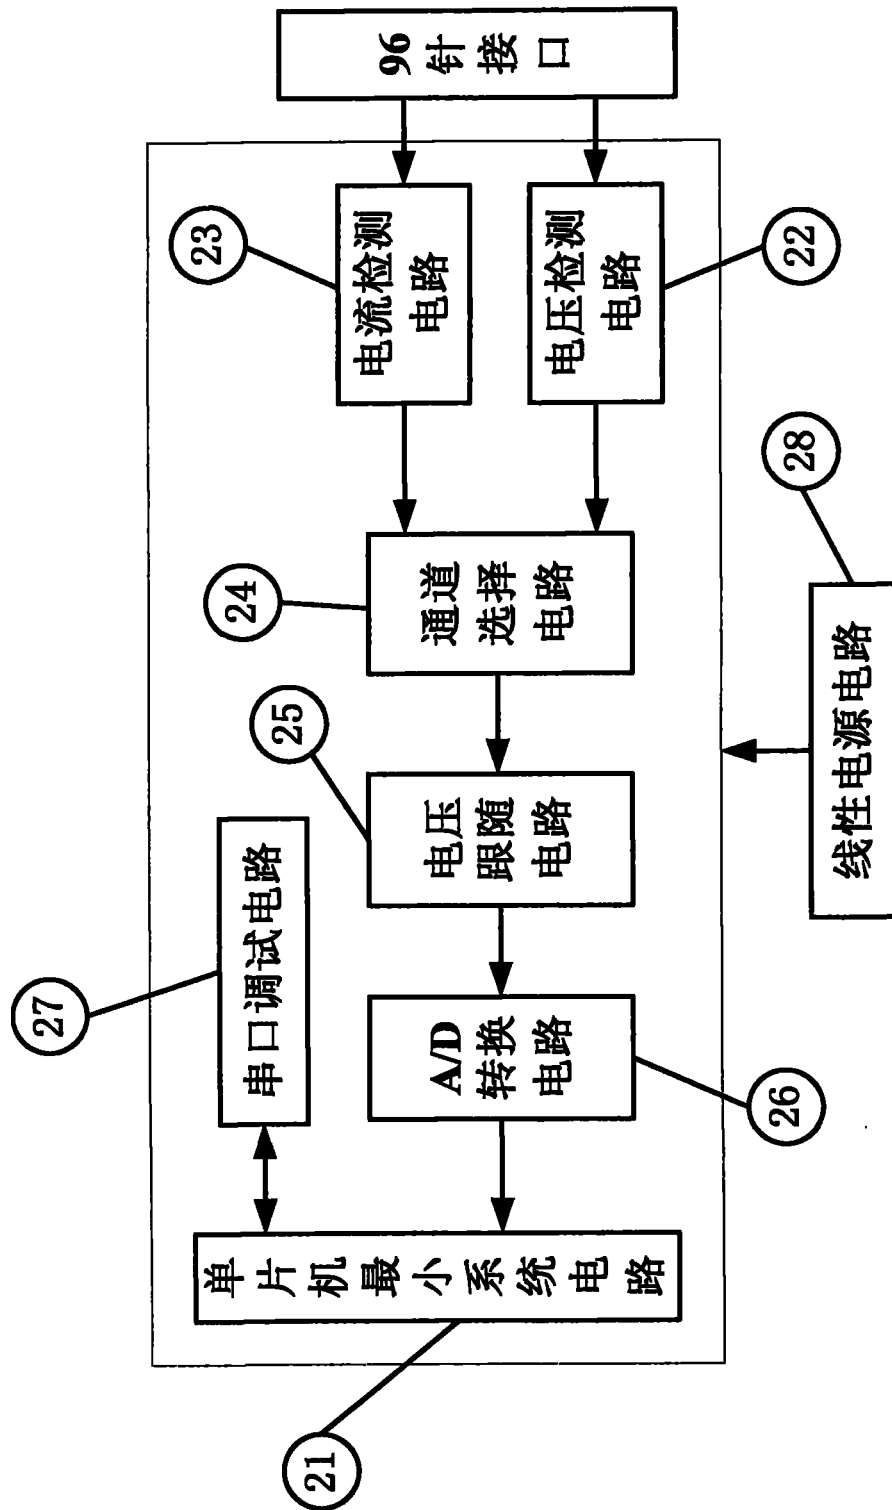 21
单片机最小系统电路
27
串口调试电路
A/D
转换
电路
26
25
电压
跟随
电路
24
通道
选择
电路
23
电流检测
电路
22
电压检测
电路
96针接口
28
线性电源电路